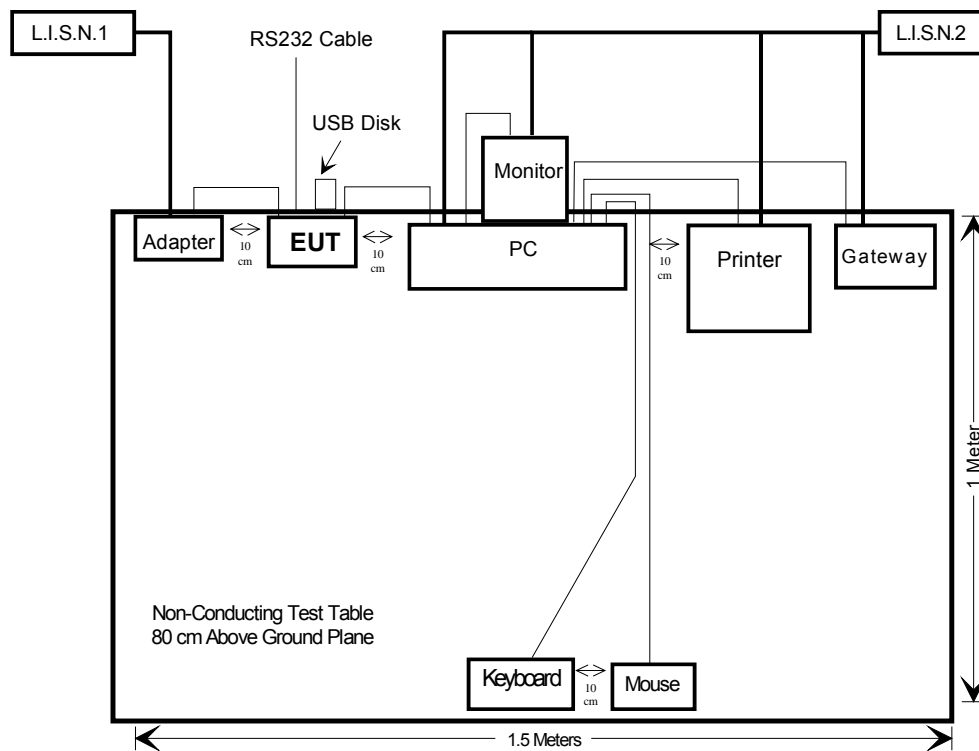 L.I.S.N.1
L.I.S.N.2
RS232 Cable
USB Disk
Monitor
Adapter
10
cm
EUT
10
cm
PC
10
cm
Printer
Gateway
1 Meter
Non-Conducting Test Table
80 cm Above Ground Plane
Keyboard
10
cm
Mouse
1.5 Meters